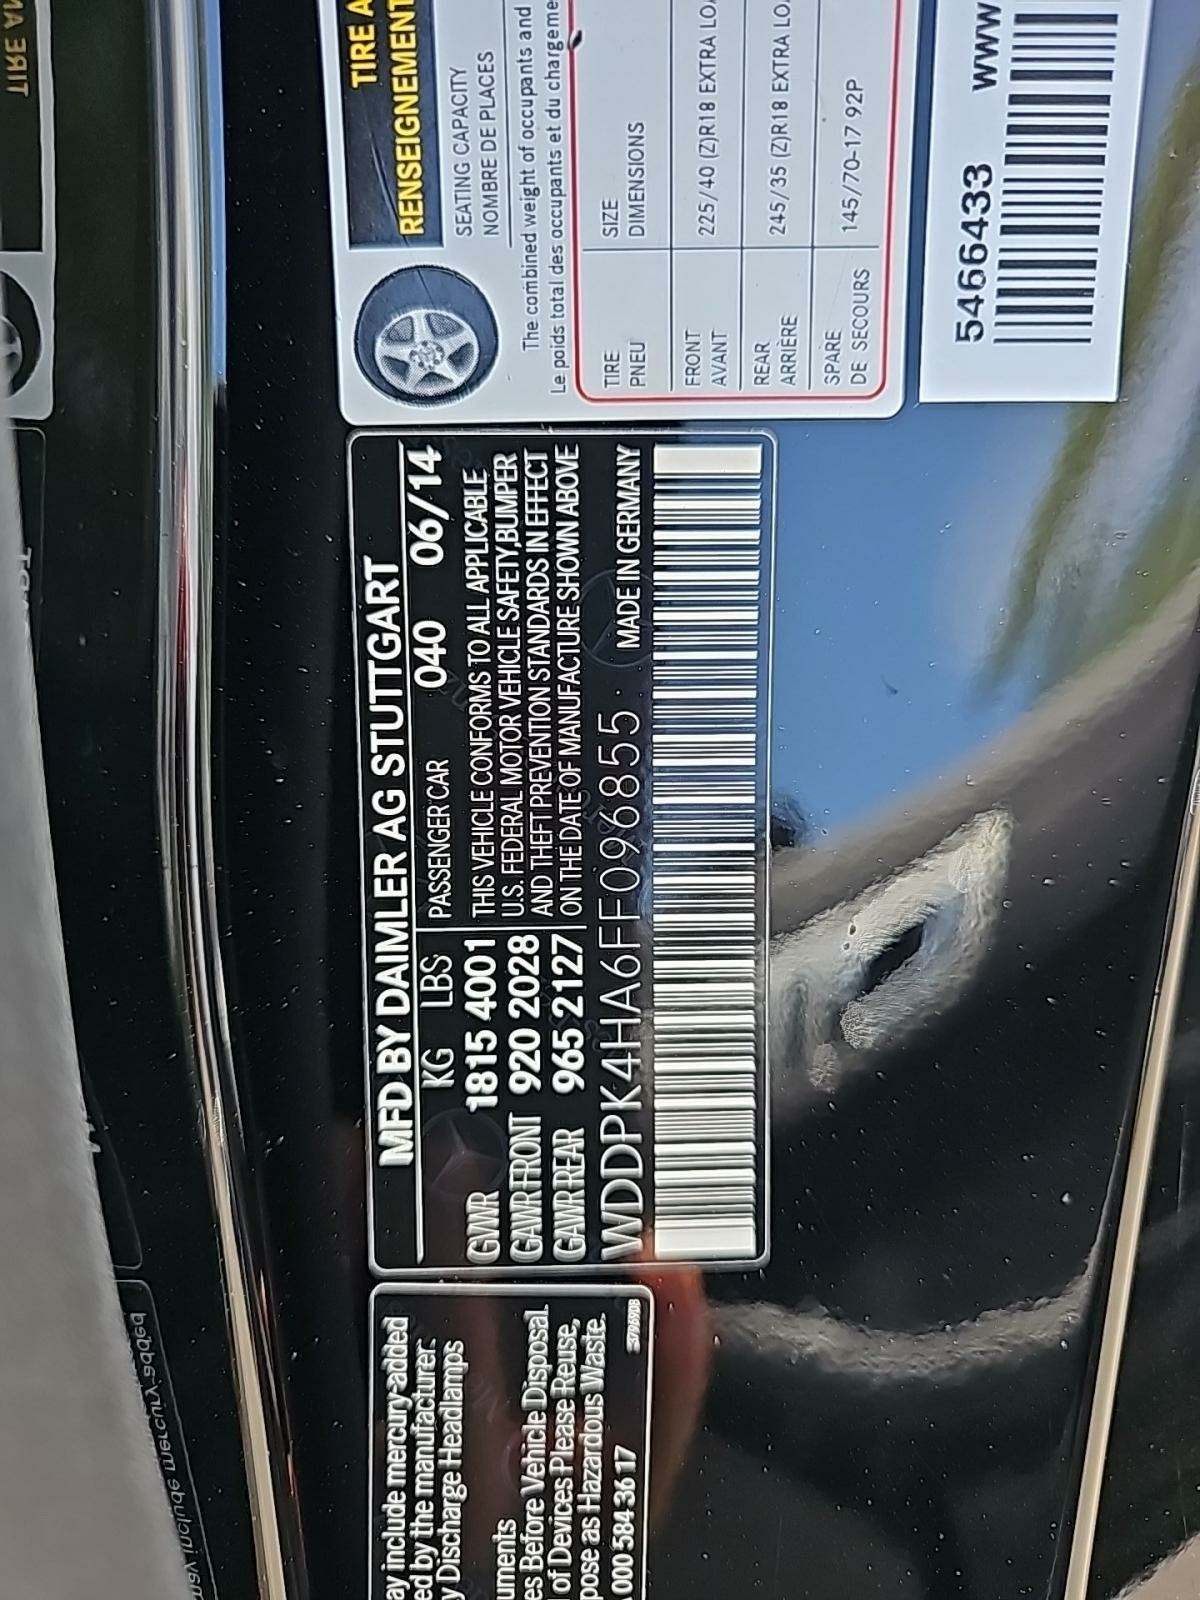 MFD BY DAIMLER AG STUTTGART
KG LBS PASSENGER CAR 040 06/14
GVWR 1815 4001
GAWR FRONT 920 2028
GAWR REAR 965 2127
THIS VEHICLE CONFORMS TO ALL APPLICABLE
U.S. FEDERAL MOTOR VEHICLE SAFETY,BUMPER
AND THEFT PREVENTION STANDARDS IN EFFECT
ON THE DATE OF MANUFACTURE SHOWN ABOVE
WDDPK4HA6FF096855
MADE IN GERMANY
TIRE A
RENSEIGNEMENT
SEATING CAPACITY
NOMBRE DE PLACES
The combined weight of occupants and
Le poids total des occupants et du chargeme
TIRE SIZE
PNEU DIMENSIONS
FRONT 225/40 (Z)R18 EXTRA LOA
AVANT
REAR 245/35 (Z)R18 EXTRA LOA
ARRIÈRE
SPARE 145/70-17 92P
DE SECOURS
5466433 WWW
ay include mercury-added
ed by the manufacturer.
y Discharge Headlamps
uments
es Before Vehicle Disposal.
l of Devices Please Reuse,
pose as Hazardous Waste.
A 000 584 36 17